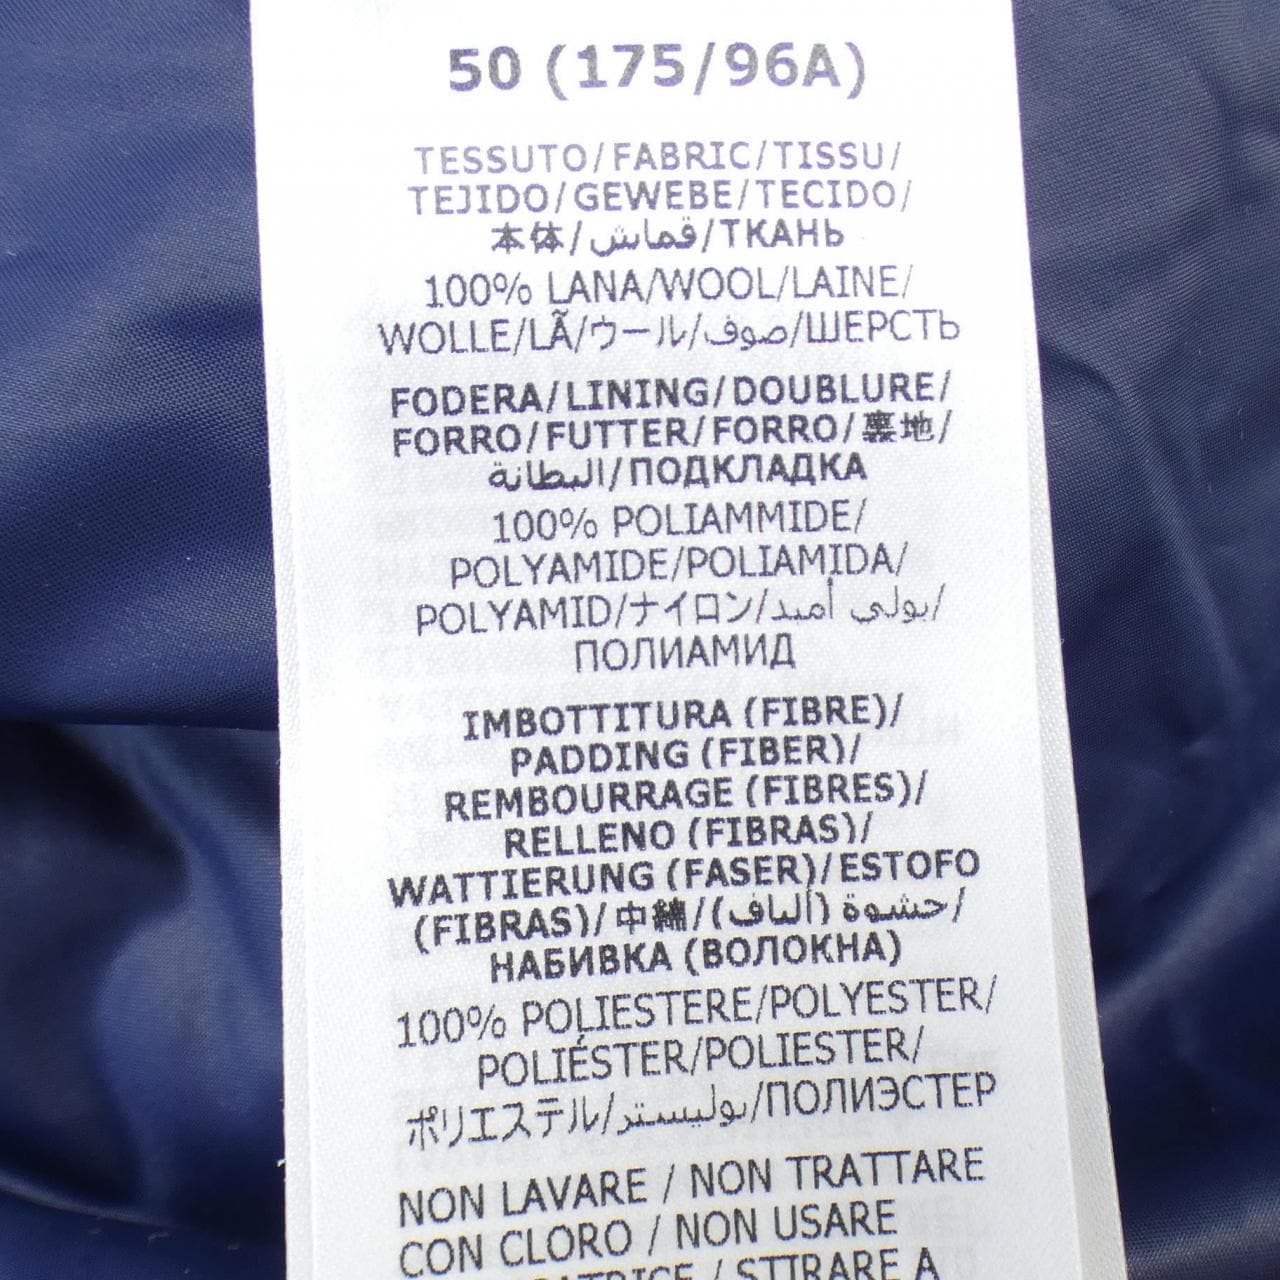 50 (175/96A)
TESSUTO/FABRIC/TISSU/
TEJIDO/GEWEBE/TECIDO/
本体/قماش/ТКАНЬ
100% LANA/WOOL/LAINE/
WOLLE/LÃ/ウール/صوف/ШЕРСТЬ
FODERA/LINING/DOUBLURE/
FORRO/FUTTER/FORRO/裏地/
البطانة/ПОДКЛАДКА
100% POLIAMMIDE/
POLYAMIDE/POLIAMIDA/
POLYAMID/ナイロン/بولي أميد/
ПОЛИАМИД
IMBOTTITURA (FIBRE)/
PADDING (FIBER)/
REMBOURRAGE (FIBRES)/
RELLENO (FIBRAS)/
WATTIERUNG (FASER)/ESTOFO
(FIBRAS)/中綿/حشوة (ألياف)/
НАБИВКА (ВОЛОКНА)
100% POLIESTERE/POLYESTER/
POLIÉSTER/POLIESTER/
ポリエステル/بوليستر/ПОЛИЭСТЕР
NON LAVARE / NON TRATTARE
CON CLORO / NON USARE
/ STIRARE A